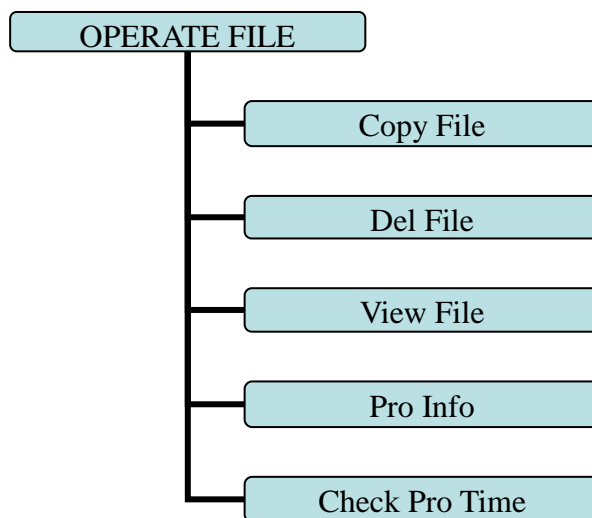 OPERATE FILE
Copy File
Del File
View File
Pro Info
Check Pro Time